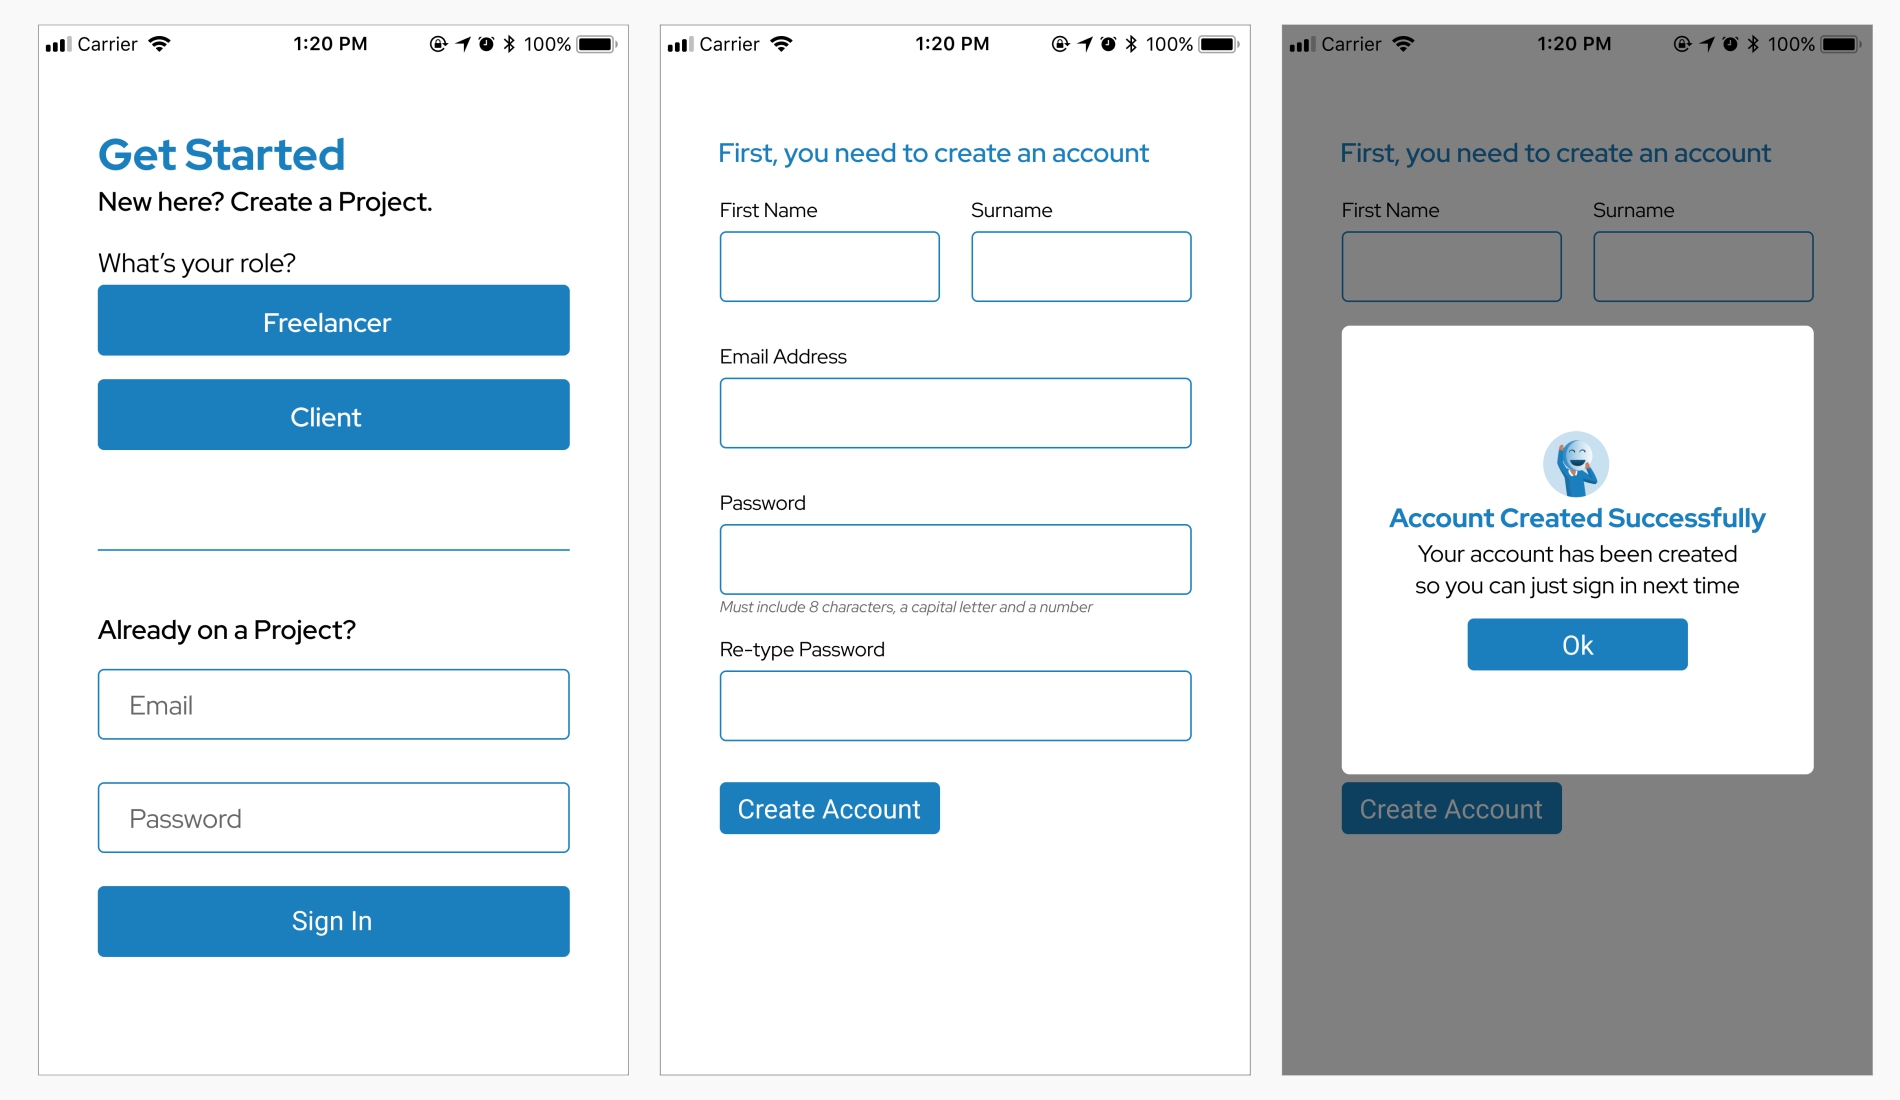 Carrier 1:20 PM 100%
Get Started
New here? Create a Project.
What's your role?
Freelancer
Client
Already on a Project?
Email
Password
Sign In
Carrier 1:20 PM 100%
First, you need to create an account
First Name Surname
Email Address
Password
Must include 8 characters, a capital letter and a number
Re-type Password
Create Account
Carrier 1:20 PM 100%
First, you need to create an account
First Name Surname
Account Created Successfully
Your account has been created
so you can just sign in next time
Ok
Create Account